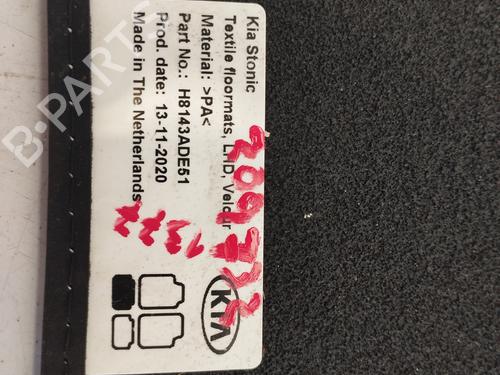 Kia Stonic
Textile floormats, LHD, Velour
Material: >PA<
Part No.: H8143ADE51
Prod. date: 13-11-2020
Made in The Netherlands
KIA
B-PARTS